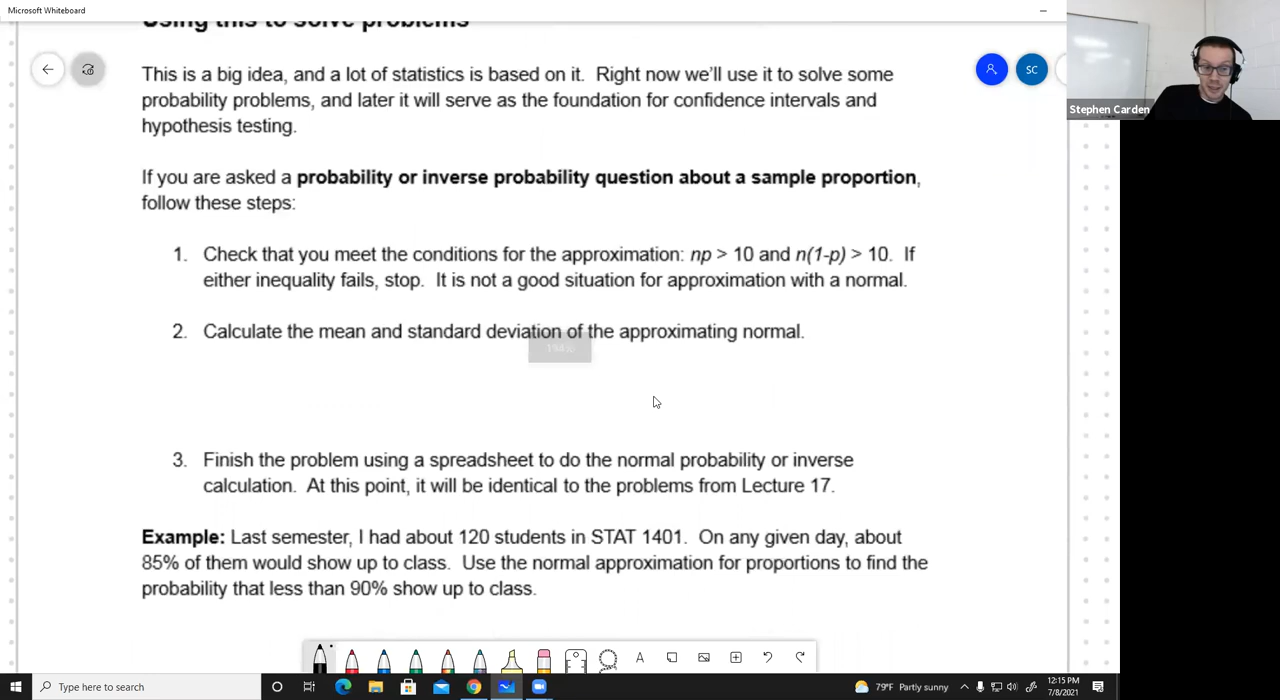 Microsoft Whiteboard
Using this to solve problems
This is a big idea, and a lot of statistics is based on it. Right now we'll use it to solve some
probability problems, and later it will serve as the foundation for confidence intervals and
hypothesis testing.
SC
Stephen Carden
If you are asked a probability or inverse probability question about a sample proportion,
follow these steps:
1. Check that you meet the conditions for the approximation: np > 10 and n(1-p) > 10. If
either inequality fails, stop. It is not a good situation for approximation with a normal.
2. Calculate the mean and standard deviation of the approximating normal.
3. Finish the problem using a spreadsheet to do the normal probability or inverse
calculation. At this point, it will be identical to the problems from Lecture 17.
Example: Last semester, I had about 120 students in STAT 1401. On any given day, about
85% of them would show up to class. Use the normal approximation for proportions to find the
probability that less than 90% show up to class.
A
Type here to search
79°F Partly sunny
12:15 PM
7/8/2021